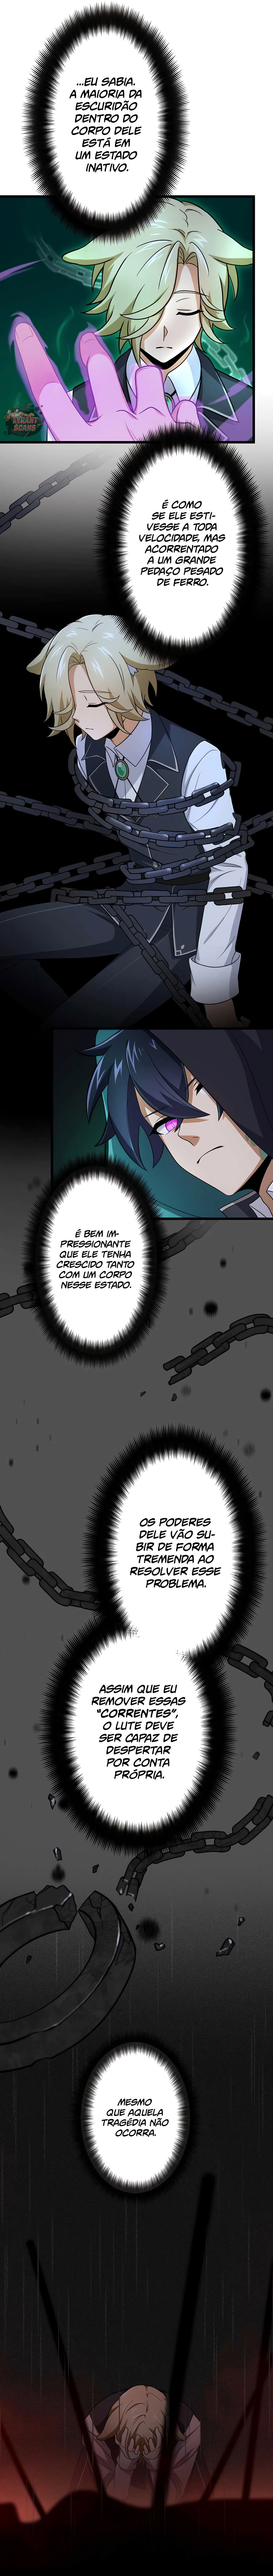 ...EU SABIA.
A MAIORIA DA
ESCURIDÃO
DENTRO DO
CORPO DELE
ESTÁ EM
UM ESTADO
INATIVO.
KYRART
SCANS
É COMO
SE ELE ESTI-
VESSE A TODA
VELOCIDADE, MAS
ACORRENTADO
A UM GRANDE
PEDAÇO PESADO
DE FERRO.
É BEM IM-
PRESSIONANTE
QUE ELE TENHA
CRESCIDO TANTO
COM UM CORPO
NESSE ESTADO.
OS PODERES
DELE VÃO SU-
BIR DE FORMA
TREMENDA AO
RESOLVER ESSE
PROBLEMA.
ASSIM QUE EU
REMOVER ESSAS
"CORRENTES",
O LUTE DEVE
SER CAPAZ DE
DESPERTAR
POR CONTA
PRÓPRIA.
MESMO
QUE AQUELA
TRAGÉDIA NÃO
OCORRA.